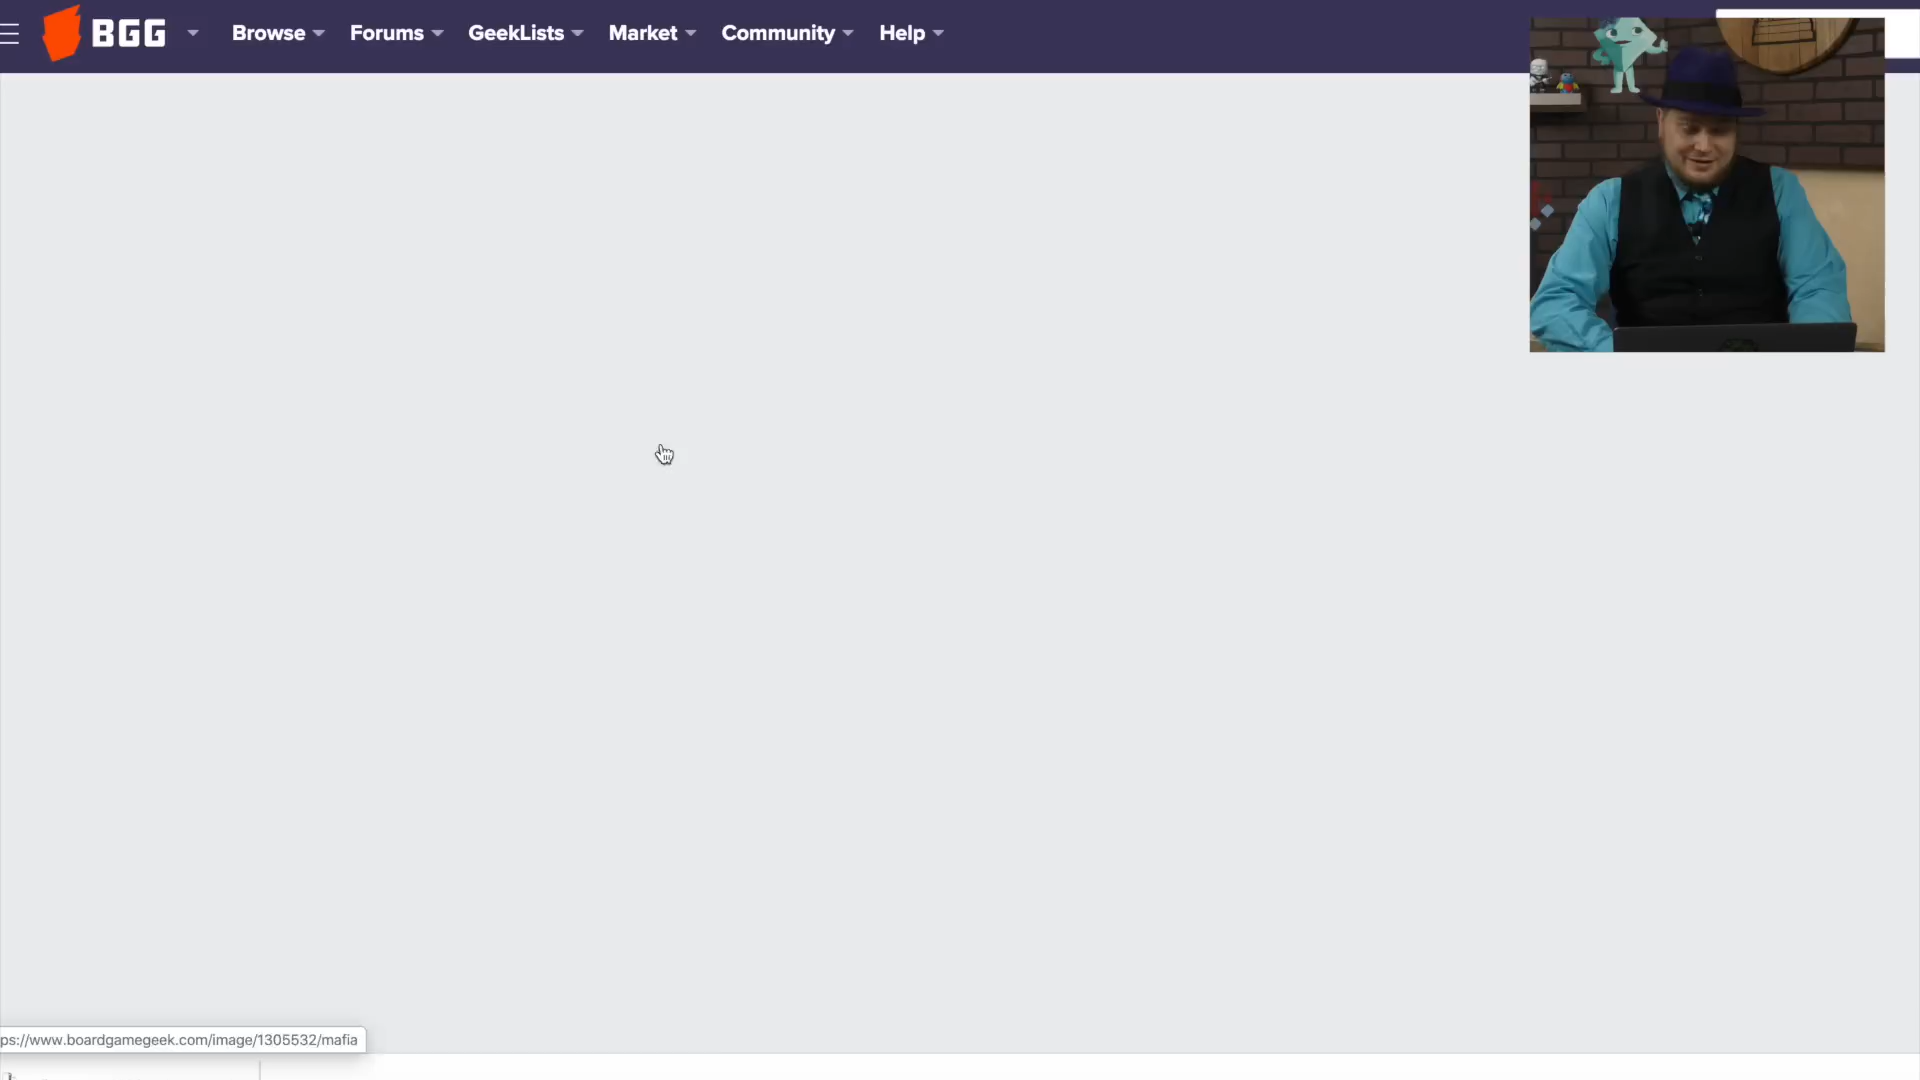 BGG
Browse
Forums
GeekLists
Market
Community
Help
ps://www.boardgamegeek.com/image/1305532/mafia